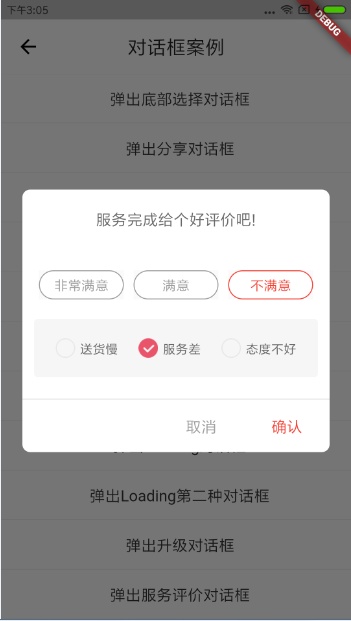 下午3:05
DEBUG
对话框案例
弹出底部选择对话框
弹出分享对话框
服务完成给个好评价吧!
非常满意 满意 不满意
送货慢 服务差 态度不好
取消 确认
弹出Loading第二种对话框
弹出升级对话框
弹出服务评价对话框